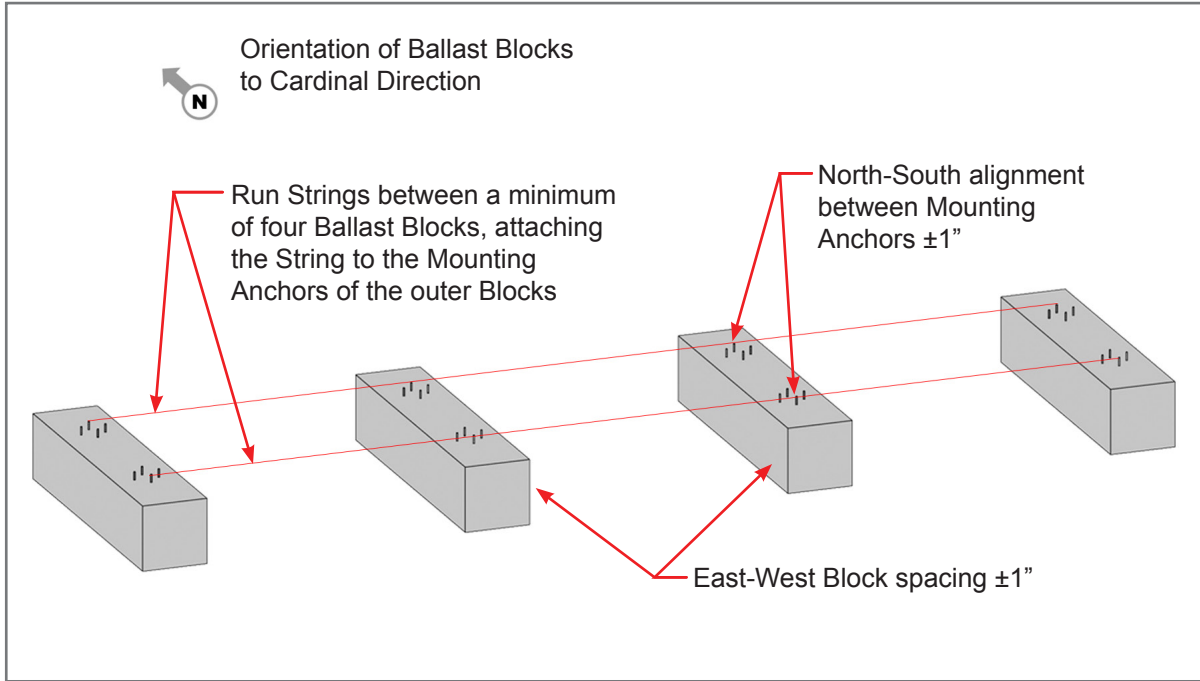 Orientation of Ballast Blocks
to Cardinal Direction
N
Run Strings between a minimum
of four Ballast Blocks, attaching
the String to the Mounting
Anchors of the outer Blocks
North-South alignment
between Mounting
Anchors ±1”
East-West Block spacing ±1”